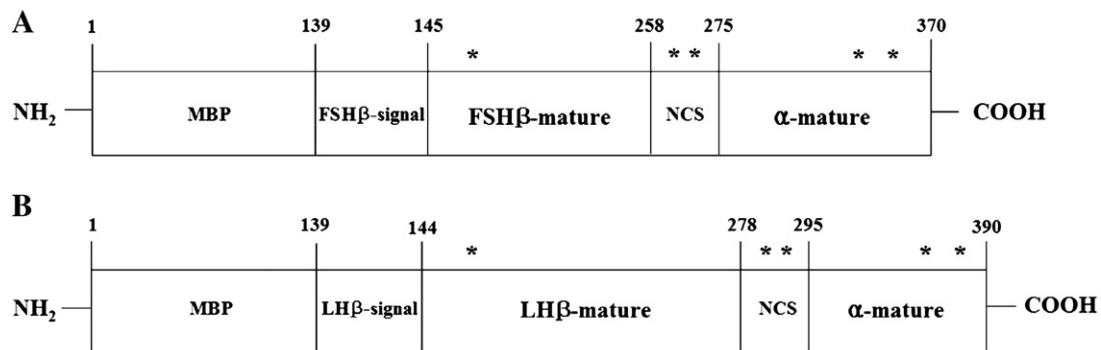 A
1 139 145 258 275 370
* * * * *
NH₂ MBP FSHβ-signal FSHβ-mature NCS α-mature COOH
B
1 139 144 278 295 390
* * * * *
NH₂ MBP LHβ-signal LHβ-mature NCS α-mature COOH